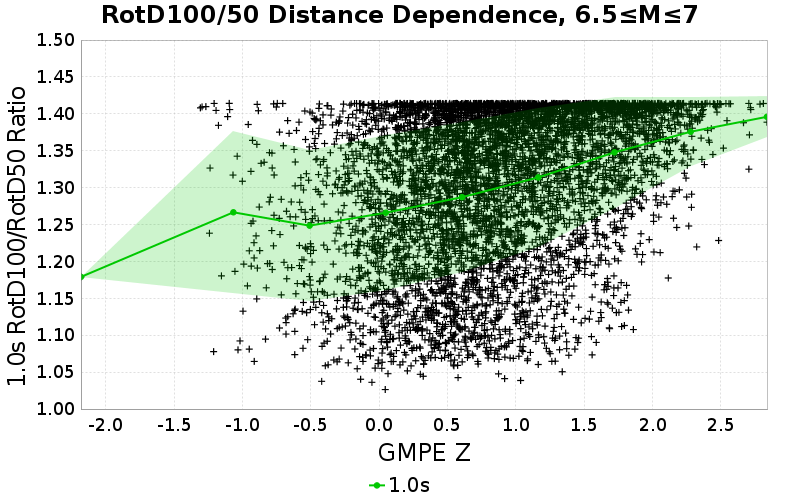 RotD100/50 Distance Dependence, 6.5≤M≤7
1.0s RotD100/RotD50 Ratio
1.50
1.45
1.40
1.35
1.30
1.25
1.20
1.15
1.10
1.05
1.00
-2.0 -1.5 -1.0 -0.5 0.0 0.5 1.0 1.5 2.0 2.5
GMPE Z
1.0s